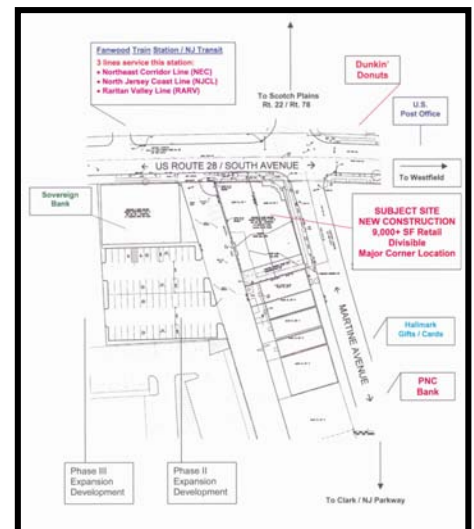 Fanwood Train Station / NJ Transit
3 lines service this station:
• Northeast Corridor Line (NEC)
• North Jersey Coast Line (NJCL)
• Raritan Valley Line (RARV)
Dunkin'
Donuts
To Scotch Plains
Rt. 22 / Rt. 78
U.S.
Post Office
US ROUTE 28 / SOUTH AVENUE
To Westfield
Sovereign
Bank
SUBJECT SITE
NEW CONSTRUCTION
9,000+ SF Retail
Divisible
Major Corner Location
MARTINE AVENUE
Hallmark
Gifts / Cards
PNC
Bank
Phase III
Expansion
Development
Phase II
Expansion
Development
To Clark / NJ Parkway